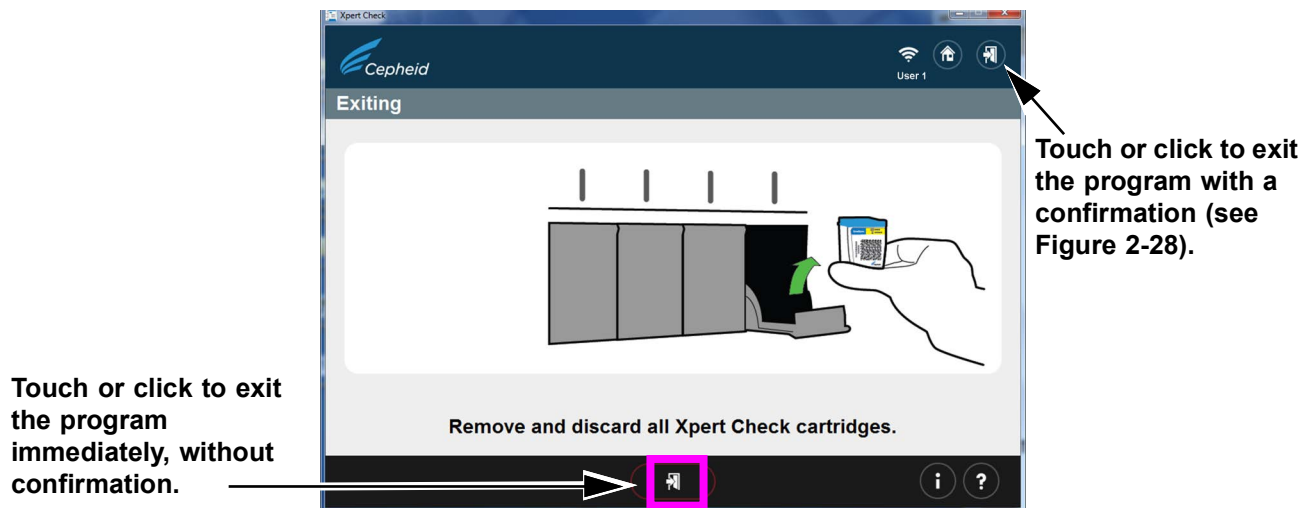 Xpert Check
Cepheid
User 1
Exiting
Touch or click to exit
the program with a
confirmation (see
Figure 2-28).
Touch or click to exit
the program
immediately, without
confirmation.
Remove and discard all Xpert Check cartridges.
i ?